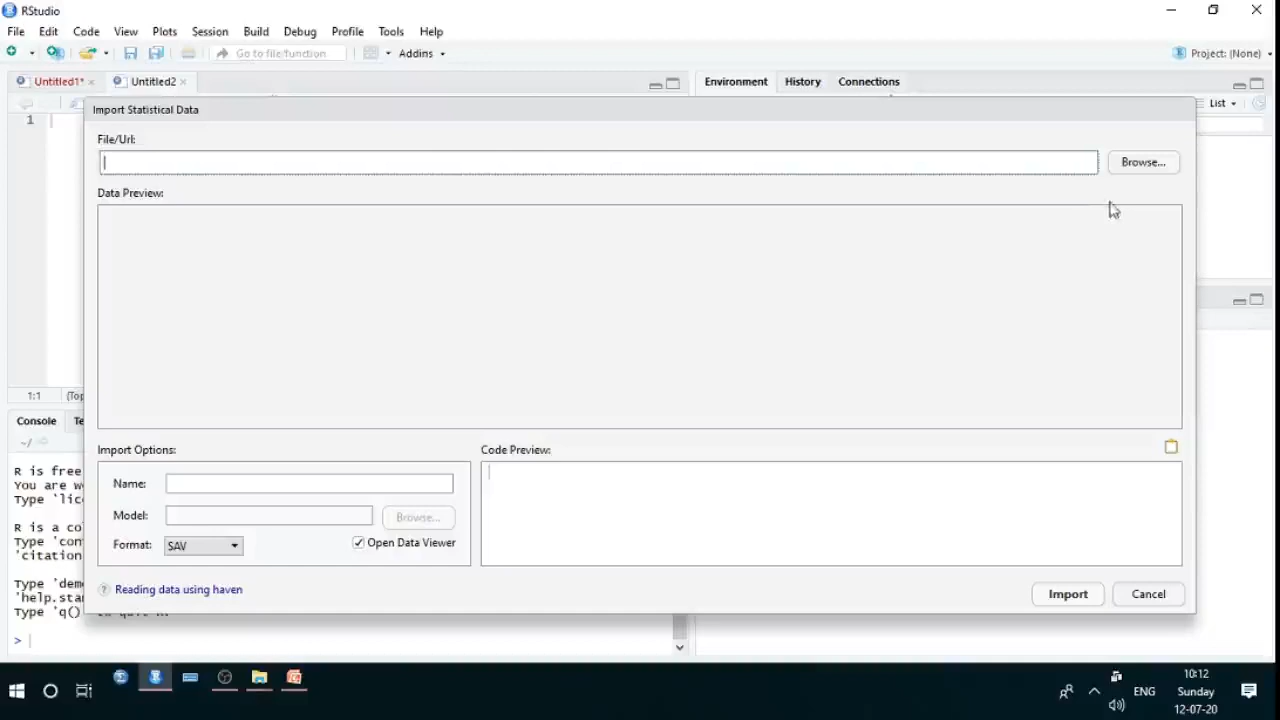 RStudio
File Edit Code View Plots Session Build Debug Profile Tools Help
Go to file/function Addins Project: (None)
Untitled1* Untitled2 Environment History Connections
List
1
Import Statistical Data
File/Url:
Browse...
Data Preview:
1:1 (Top
Console Te
~/
R is free
You are w
Type 'lic
R is a co
Type 'con
'citation
Type 'dem
'help.star
Type 'q()
>
Import Options: Code Preview:
Name:
Model: Browse...
Format: SAV Open Data Viewer
Reading data using haven
Import Cancel
ENG
10:12
Sunday
12-07-20